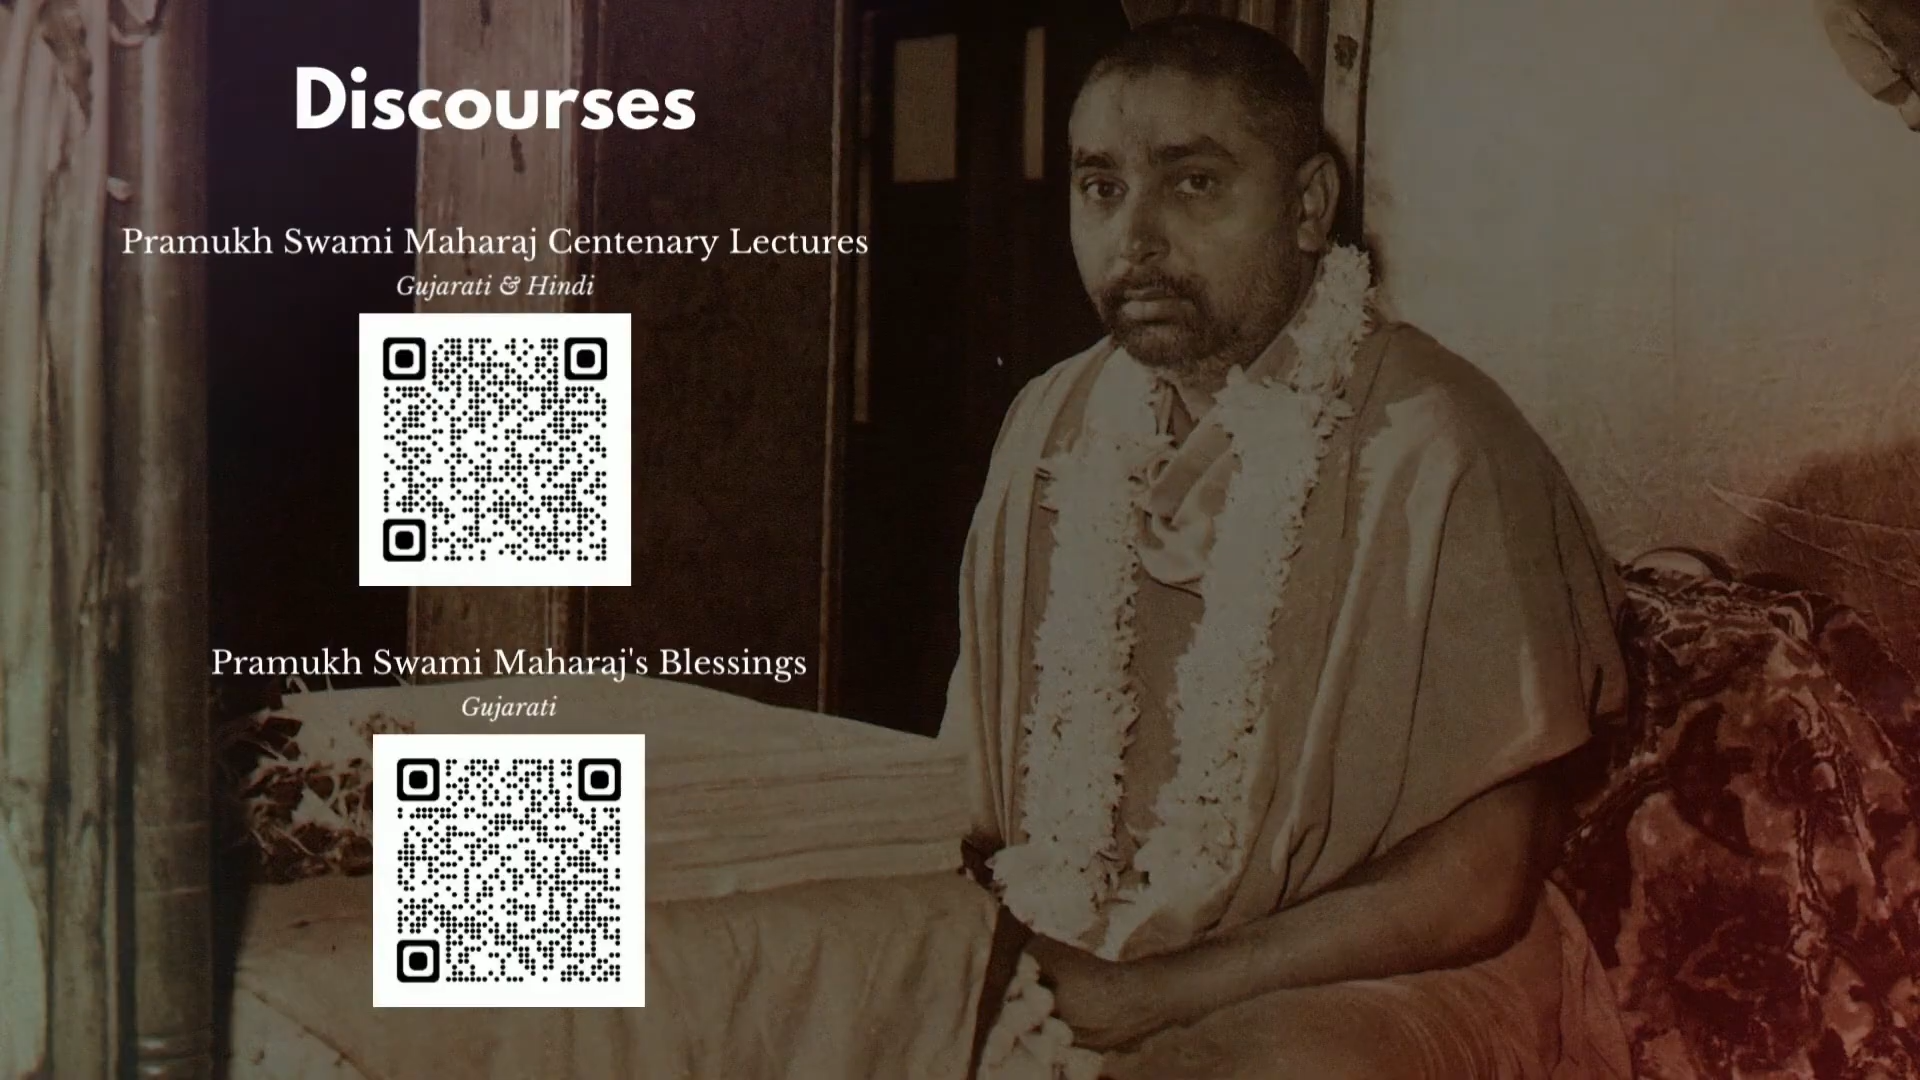 Discourses
Pramukh Swami Maharaj Centenary Lectures
Gujarati & Hindi
Pramukh Swami Maharaj's Blessings
Gujarati